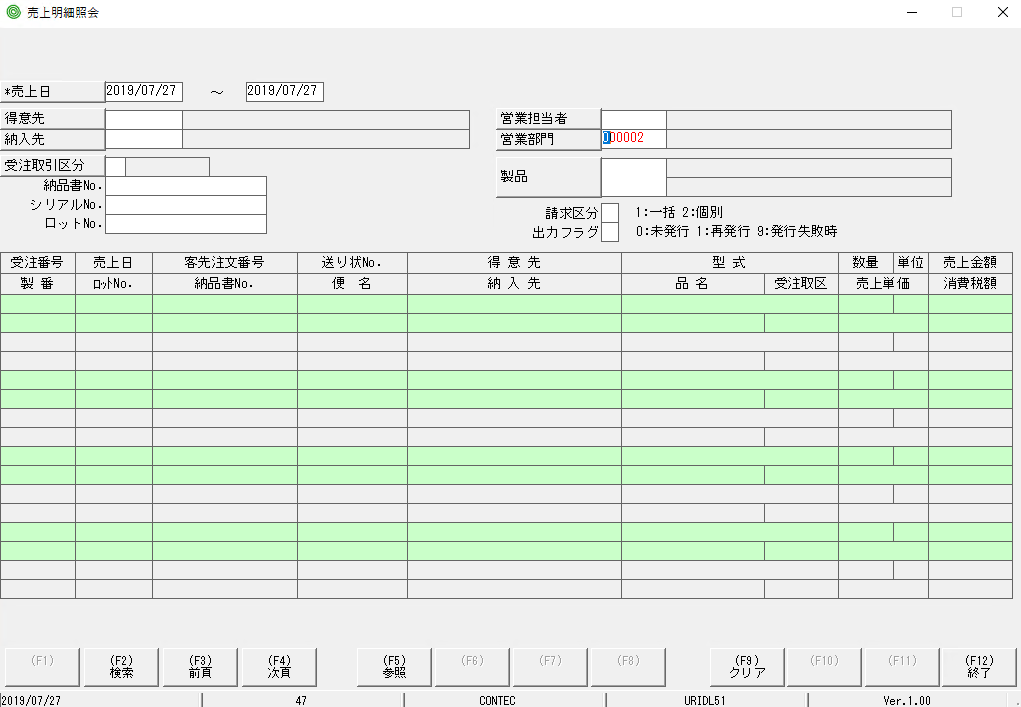 売上明細照会
*売上日 2019/07/27 ～ 2019/07/27
得意先 営業担当者
納入先 営業部門 000002
受注取引区分 製品
納品書No.
シリアルNo.
ロットNo.
請求区分 1:一括 2:個別
出力フラグ 0:未発行 1:再発行 9:発行失敗時
受注番号 売上日 客先注文番号 送り状No. 得 意 先 型 式 数量 単位 売上金額
製 番 ﾛｯﾄNo. 納品書No. 便 名 納 入 先 品 名 受注取区 売上単価 消費税額
(F1) (F2) (F3) (F4) (F5) (F6) (F7) (F8) (F9) (F10) (F11) (F12)
検索 前頁 次頁 参照 クリア 終了
2019/07/27 47 CONTEC URIDL51 Ver.1.00